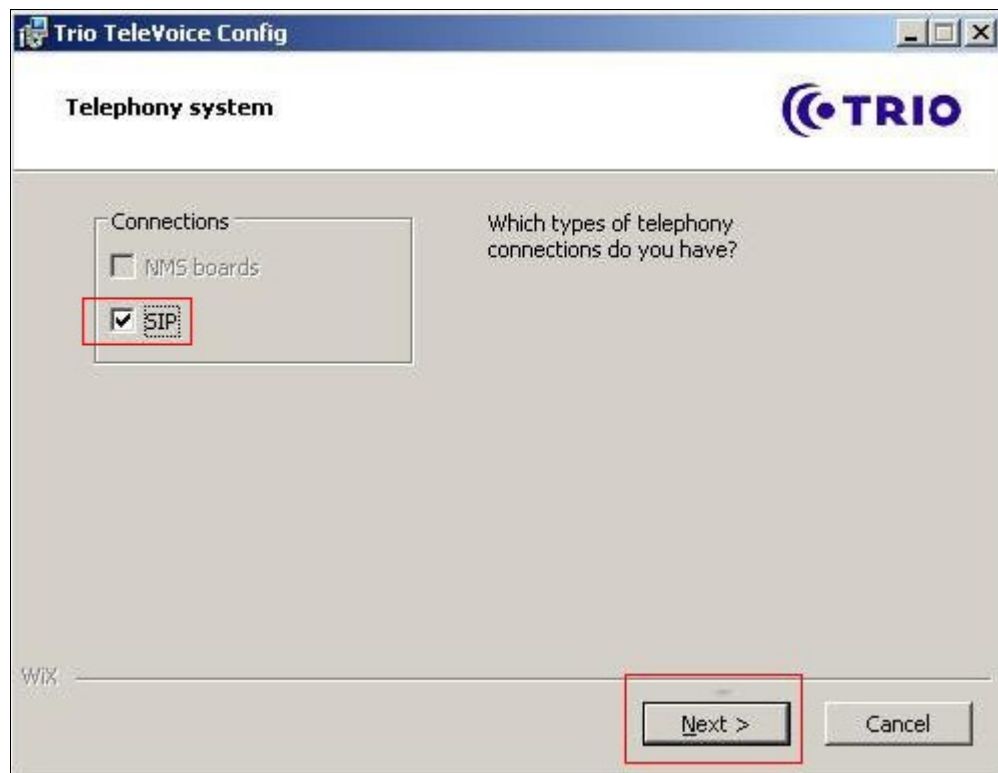 Trio TeleVoice Config
Telephony system
TRIO
Connections
NMS boards
SIP
Which types of telephony
connections do you have?
WiX
Next >
Cancel